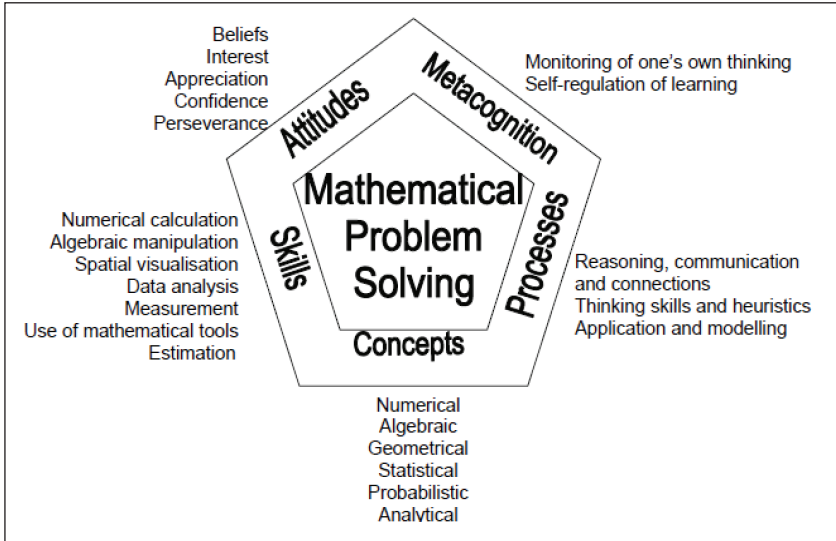 Beliefs
Interest
Appreciation
Confidence
Perseverance
Attitudes
Metacognition
Monitoring of one's own thinking
Self-regulation of learning
Numerical calculation
Algebraic manipulation
Spatial visualisation
Data analysis
Measurement
Use of mathematical tools
Estimation
Skills
Mathematical
Problem
Solving
Processes
Reasoning, communication
and connections
Thinking skills and heuristics
Application and modelling
Concepts
Numerical
Algebraic
Geometrical
Statistical
Probabilistic
Analytical